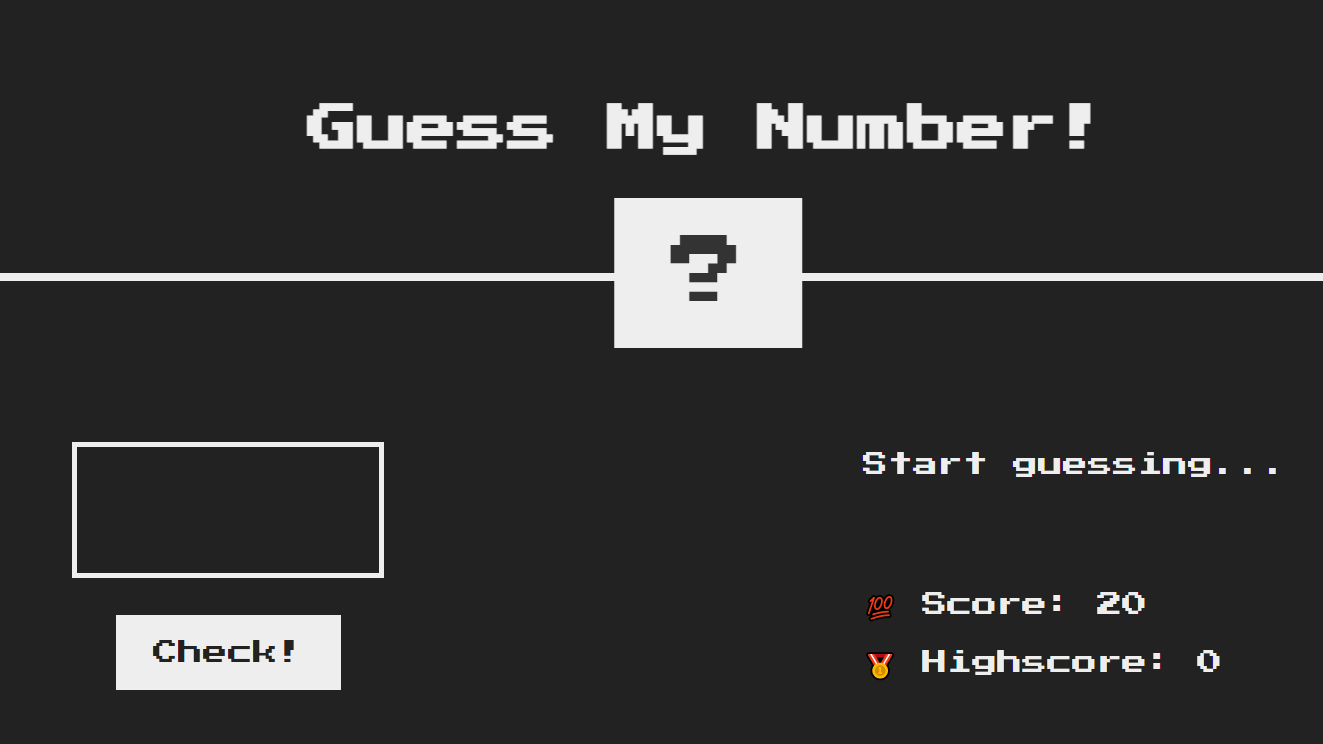 Guess My Number!
?
Start guessing...
💯 Score: 20
Check!
🥇 Highscore: 0